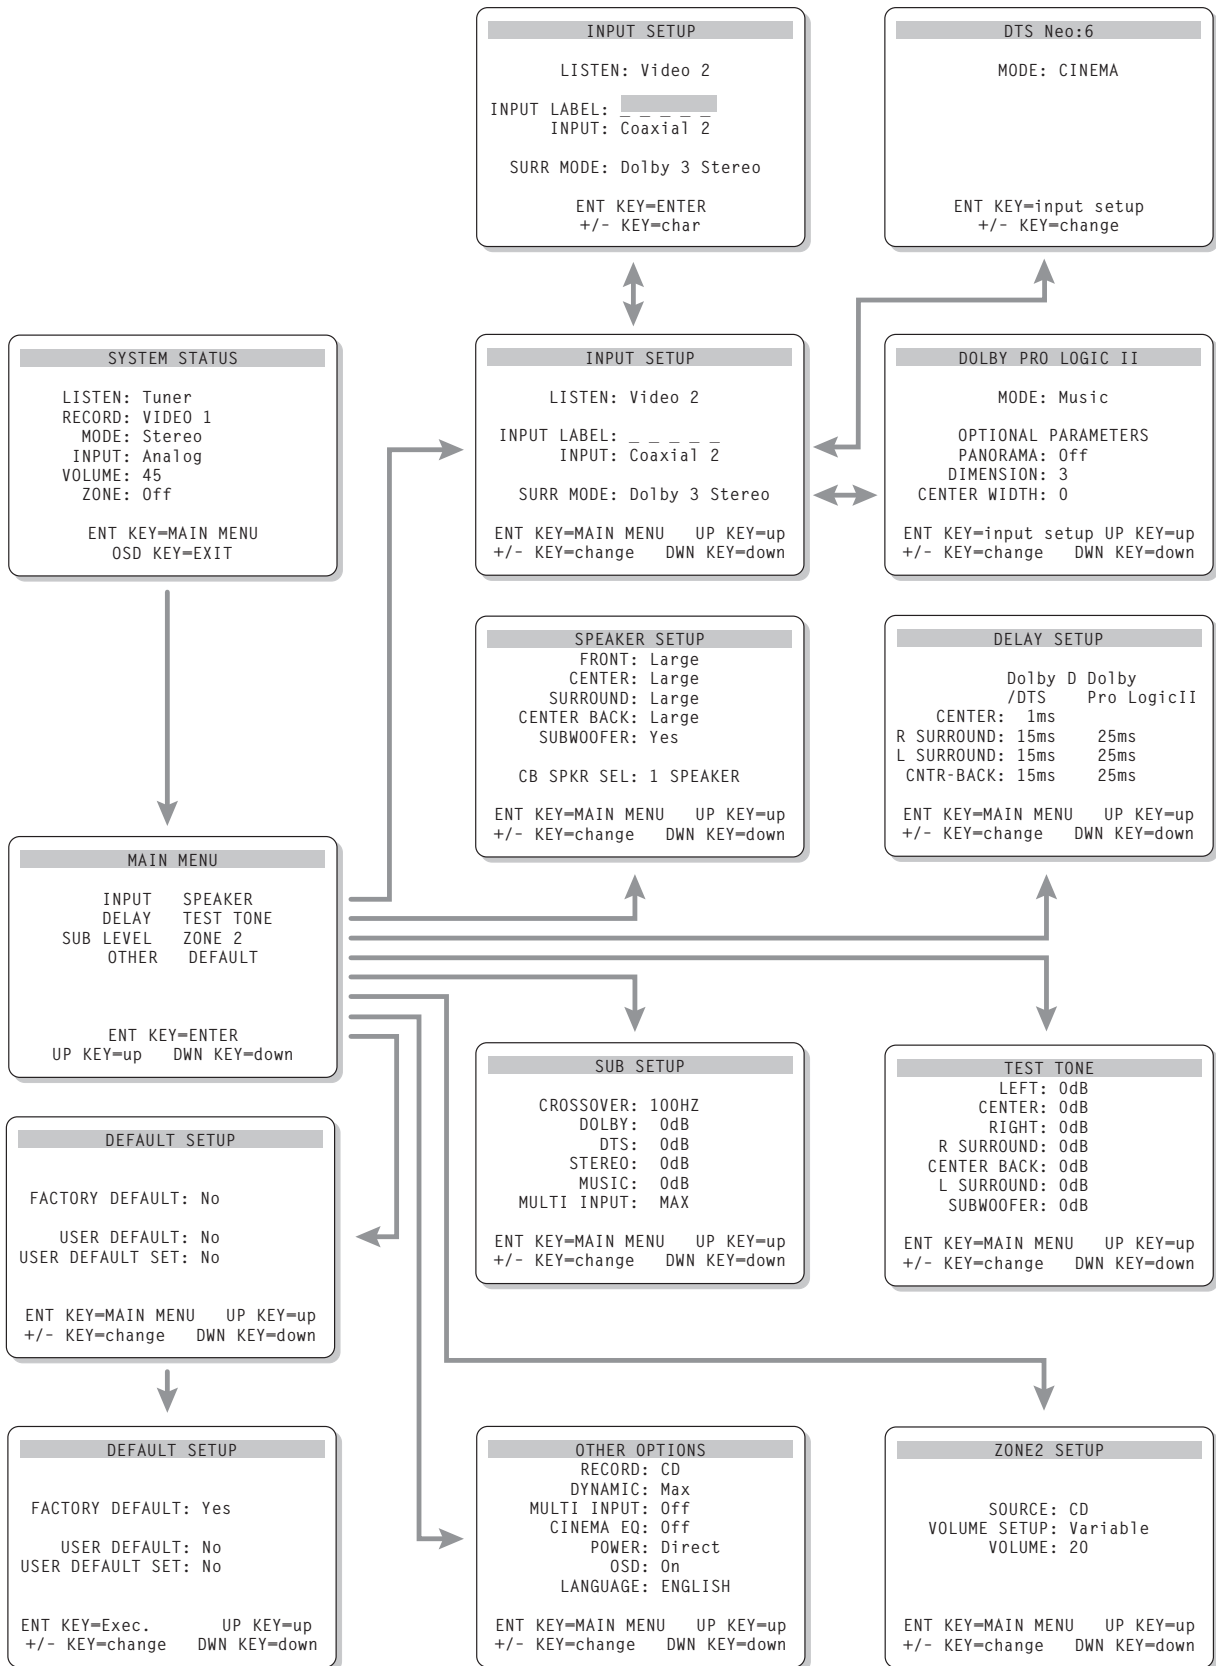 INPUT SETUP
LISTEN: Video 2
INPUT LABEL: _ _ _ _ _
INPUT: Coaxial 2
SURR MODE: Dolby 3 Stereo
ENT KEY=ENTER
+/- KEY=char
DTS Neo:6
MODE: CINEMA
ENT KEY=input setup
+/- KEY=change
SYSTEM STATUS
LISTEN: Tuner
RECORD: VIDEO 1
MODE: Stereo
INPUT: Analog
VOLUME: 45
ZONE: Off
ENT KEY=MAIN MENU
OSD KEY=EXIT
INPUT SETUP
LISTEN: Video 2
INPUT LABEL: _ _ _ _ _
INPUT: Coaxial 2
SURR MODE: Dolby 3 Stereo
ENT KEY=MAIN MENU UP KEY=up
+/- KEY=change DWN KEY=down
DOLBY PRO LOGIC II
MODE: Music
OPTIONAL PARAMETERS
PANORAMA: Off
DIMENSION: 3
CENTER WIDTH: 0
ENT KEY=input setup UP KEY=up
+/- KEY=change DWN KEY=down
SPEAKER SETUP
FRONT: Large
CENTER: Large
SURROUND: Large
CENTER BACK: Large
SUBWOOFER: Yes
CB SPKR SEL: 1 SPEAKER
ENT KEY=MAIN MENU UP KEY=up
+/- KEY=change DWN KEY=down
DELAY SETUP
Dolby D Dolby
/DTS Pro LogicII
CENTER: 1ms
R SURROUND: 15ms 25ms
L SURROUND: 15ms 25ms
CNTR-BACK: 15ms 25ms
ENT KEY=MAIN MENU UP KEY=up
+/- KEY=change DWN KEY=down
MAIN MENU
INPUT SPEAKER
DELAY TEST TONE
SUB LEVEL ZONE 2
OTHER DEFAULT
ENT KEY=ENTER
UP KEY=up DWN KEY=down
SUB SETUP
CROSSOVER: 100HZ
DOLBY: 0dB
DTS: 0dB
STEREO: 0dB
MUSIC: 0dB
MULTI INPUT: MAX
ENT KEY=MAIN MENU UP KEY=up
+/- KEY=change DWN KEY=down
TEST TONE
LEFT: 0dB
CENTER: 0dB
RIGHT: 0dB
R SURROUND: 0dB
CENTER BACK: 0dB
L SURROUND: 0dB
SUBWOOFER: 0dB
ENT KEY=MAIN MENU UP KEY=up
+/- KEY=change DWN KEY=down
DEFAULT SETUP
FACTORY DEFAULT: No
USER DEFAULT: No
USER DEFAULT SET: No
ENT KEY=MAIN MENU UP KEY=up
+/- KEY=change DWN KEY=down
DEFAULT SETUP
FACTORY DEFAULT: Yes
USER DEFAULT: No
USER DEFAULT SET: No
ENT KEY=Exec. UP KEY=up
+/- KEY=change DWN KEY=down
OTHER OPTIONS
RECORD: CD
DYNAMIC: Max
MULTI INPUT: Off
CINEMA EQ: Off
POWER: Direct
OSD: On
LANGUAGE: ENGLISH
ENT KEY=MAIN MENU UP KEY=up
+/- KEY=change DWN KEY=down
ZONE2 SETUP
SOURCE: CD
VOLUME SETUP: Variable
VOLUME: 20
ENT KEY=MAIN MENU UP KEY=up
+/- KEY=change DWN KEY=down